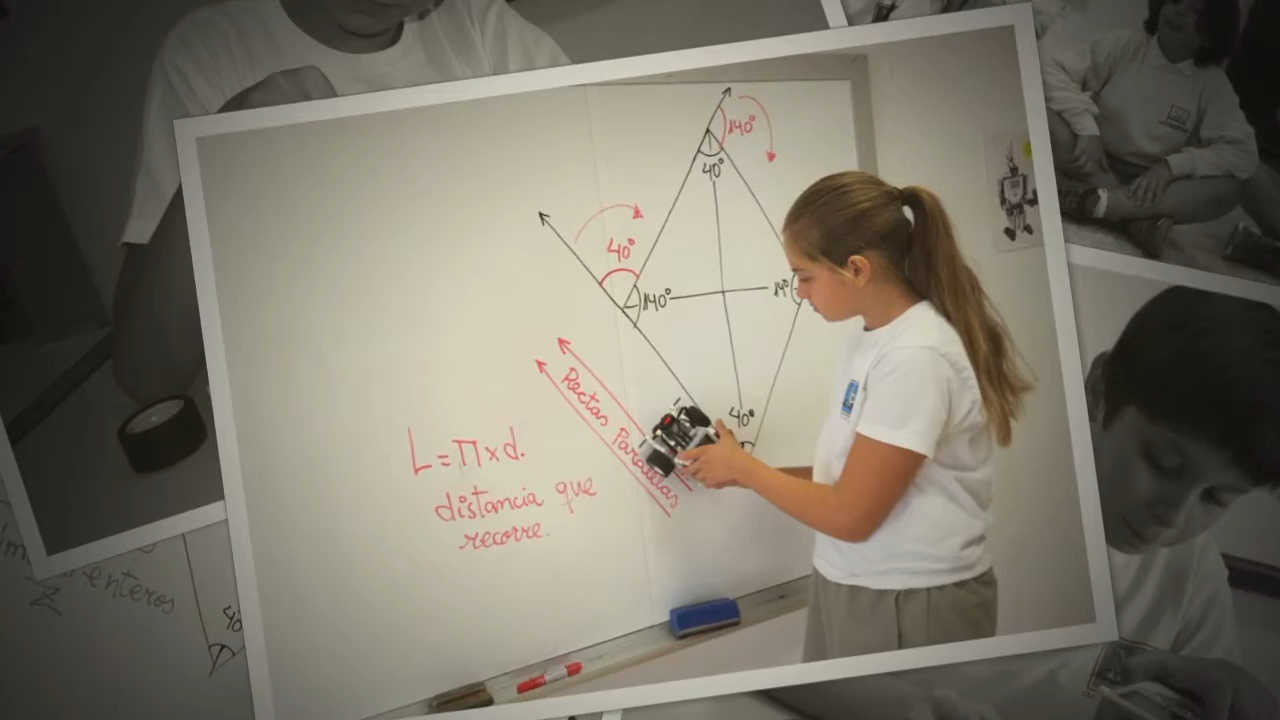 140°
40°
40°
140°
14°
40°
Rectas Paralelas
L=Π×d.
distancia que
recorre.
enteros
Z
40